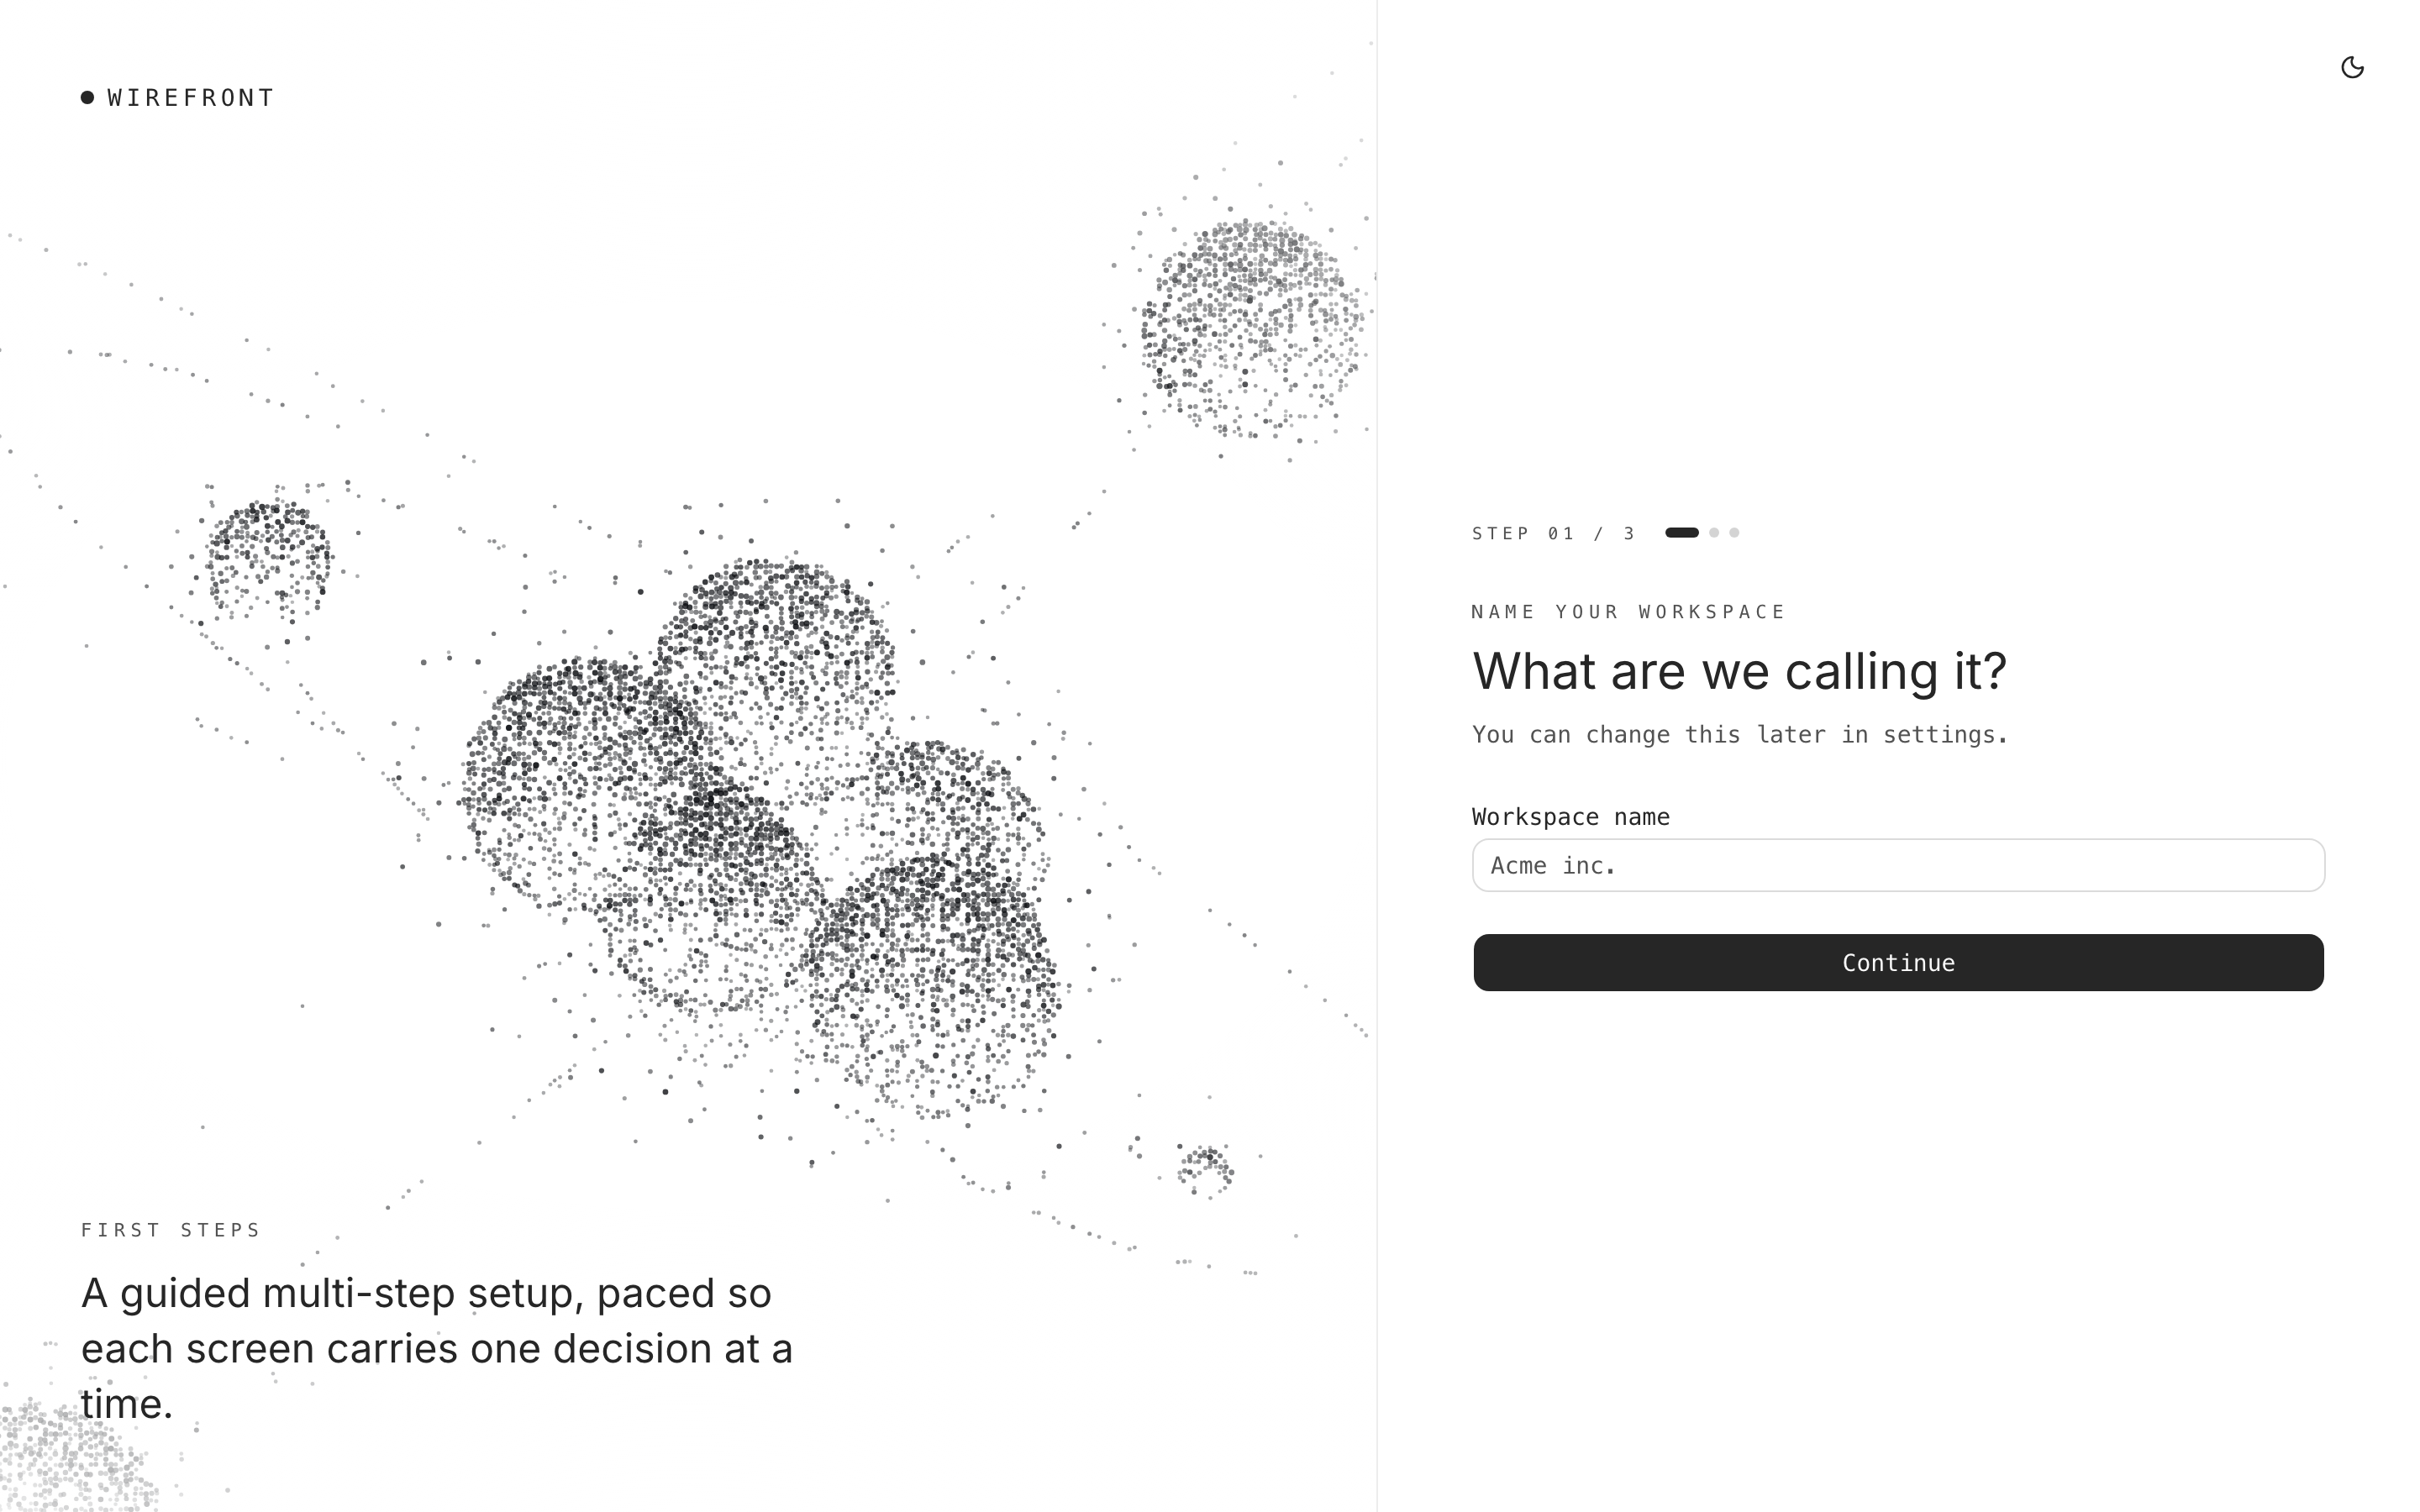 WIREFRONT
FIRST STEPS
A guided multi-step setup, paced so
each screen carries one decision at a
time.
STEP 01 / 3
NAME YOUR WORKSPACE
What are we calling it?
You can change this later in settings.
Workspace name
Acme inc.
Continue